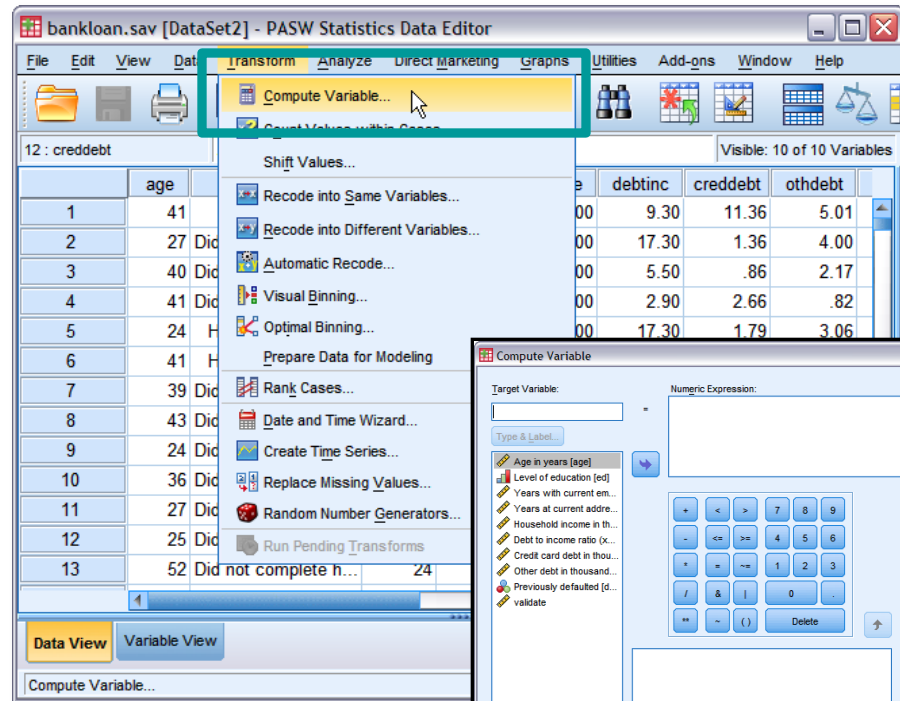 bankloan.sav [DataSet2] - PASW Statistics Data Editor
File Edit View Dat Transform Analyze Direct Marketing Graphs Utilities Add-ons Window Help
Compute Variable...
Count Values within Cases
12 : creddebt Visible: 10 of 10 Variables
Shift Values...
age e debtinc creddebt othdebt
Recode into Same Variables...
1 41 00 9.30 11.36 5.01
Recode into Different Variables...
2 27 Did 00 17.30 1.36 4.00
Automatic Recode...
3 40 Did 00 5.50 .86 2.17
Visual Binning...
4 41 Did 00 2.90 2.66 .82
Optimal Binning...
5 24 H 00 17.30 1.79 3.06
Prepare Data for Modeling
6 41 H
Rank Cases...
7 39 Did
Date and Time Wizard...
8 43 Did
Create Time Series...
9 24 Did
Replace Missing Values...
10 36 Did
Random Number Generators...
11 27 Did
Run Pending Transforms
12 25 Did
13 52 Did not complete h... 24
Data View Variable View
Compute Variable...
Compute Variable
Target Variable: Numeric Expression:
=
Type & Label...
Age in years [age]
Level of education [ed]
Years with current em...
Years at current addre...
Household income in th...
Debt to income ratio (x...
Credit card debt in thou...
Other debt in thousand...
Previously defaulted [d...
validate
+ < > 7 8 9
- <= >= 4 5 6
* = ~= 1 2 3
/ & | 0 .
** ~ ( ) Delete